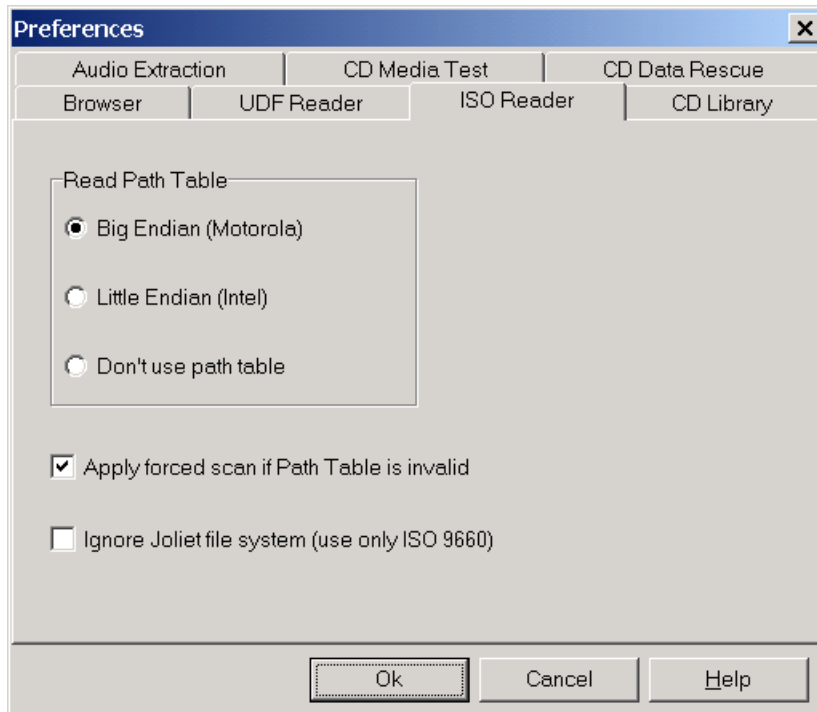 Preferences
Audio Extraction CD Media Test CD Data Rescue
Browser UDF Reader ISO Reader CD Library
Read Path Table
Big Endian (Motorola)
Little Endian (Intel)
Don't use path table
Apply forced scan if Path Table is invalid
Ignore Joliet file system (use only ISO 9660)
Ok Cancel Help